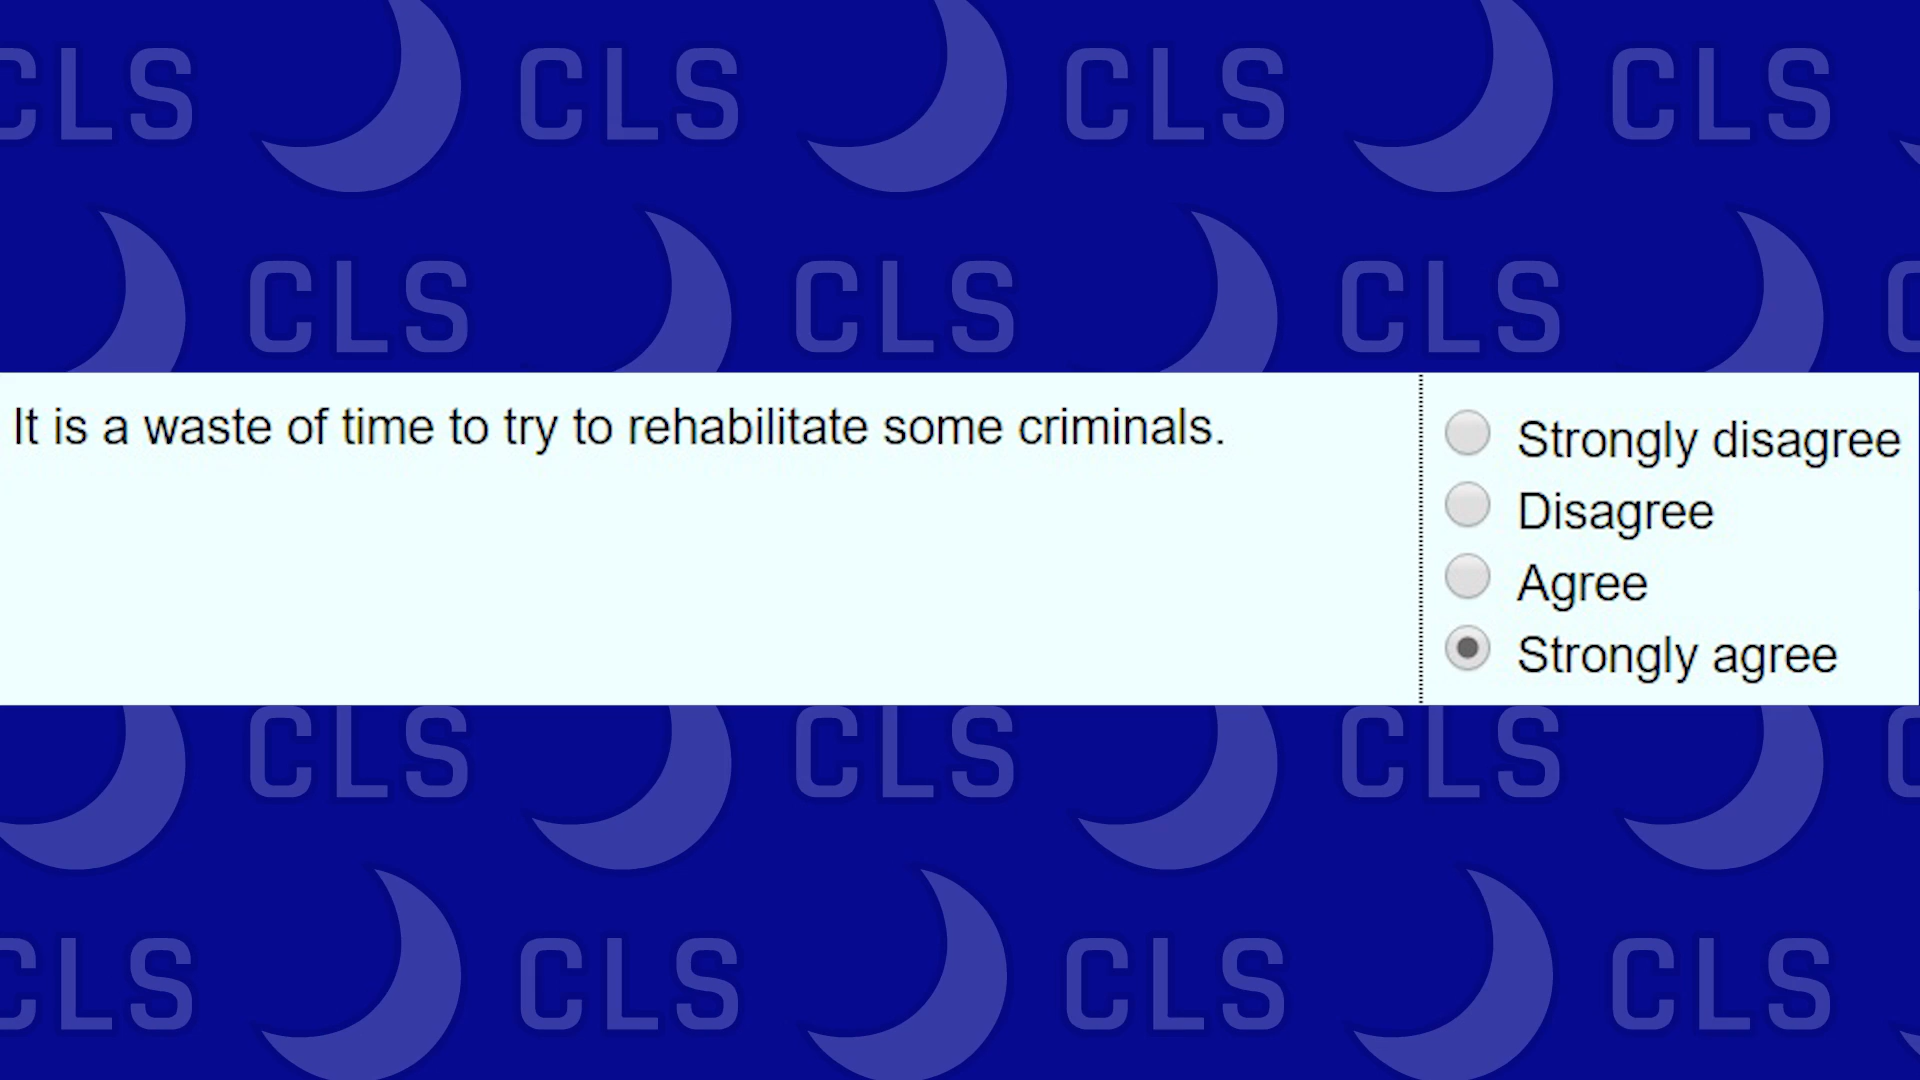 CLS CLS CLS CLS
CLS CLS CLS C
It is a waste of time to try to rehabilitate some criminals.
Strongly disagree
Disagree
Agree
Strongly agree
CLS CLS CLS C
CLS CLS CLS CLS